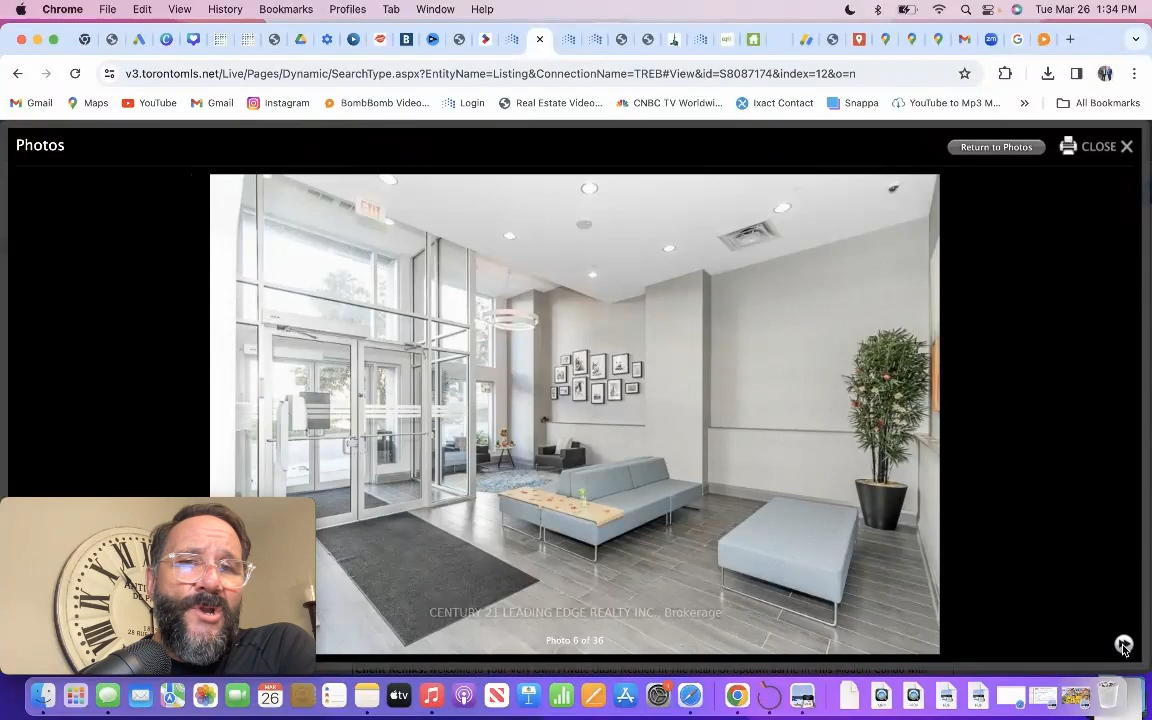 Chrome File Edit View History Bookmarks Profiles Tab Window Help Tue Mar 26 1:34 PM
v3.torontomls.net/Live/Pages/Dynamic/SearchType.aspx?EntityName=Listing&ConnectionName=TREB#View&id=S8087174&index=12&o=n
Gmail Maps YouTube Gmail Instagram BombBomb Video... Login Real Estate Video... CNBC TV Worldwi... Ixact Contact Snappa YouTube to Mp3 M... » All Bookmarks
Photos Return to Photos CLOSE
EXIT
CENTURY 21 LEADING EDGE REALTY INC., Brokerage
Photo 6 of 36
MAR
26
tv